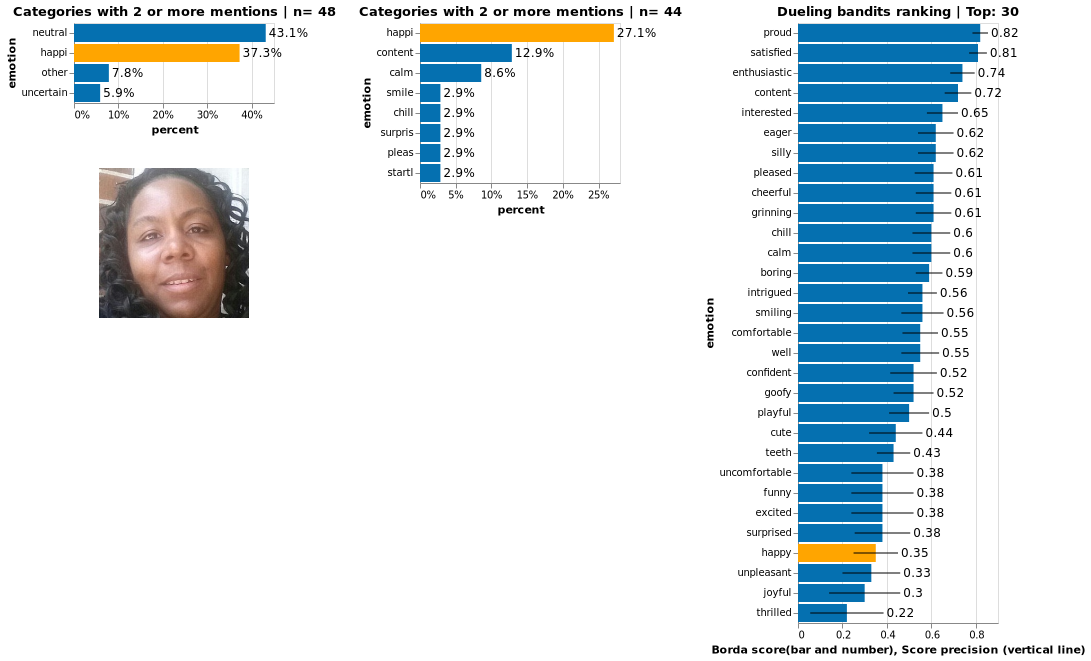 Categories with 2 or more mentions | n= 48
emotion
neutral 43.1%
happi 37.3%
other 7.8%
uncertain 5.9%
0% 10% 20% 30% 40%
percent
Categories with 2 or more mentions | n= 44
emotion
happi 27.1%
content 12.9%
calm 8.6%
smile 2.9%
chill 2.9%
surpris 2.9%
pleas 2.9%
startl 2.9%
0% 5% 10% 15% 20% 25%
percent
Dueling bandits ranking | Top: 30
emotion
proud 0.82
satisfied 0.81
enthusiastic 0.74
content 0.72
interested 0.65
eager 0.62
silly 0.62
pleased 0.61
cheerful 0.61
grinning 0.61
chill 0.6
calm 0.6
boring 0.59
intrigued 0.56
smiling 0.56
comfortable 0.55
well 0.55
confident 0.52
goofy 0.52
playful 0.5
cute 0.44
teeth 0.43
uncomfortable 0.38
funny 0.38
excited 0.38
surprised 0.38
happy 0.35
unpleasant 0.33
joyful 0.3
thrilled 0.22
0 0.2 0.4 0.6 0.8
Borda score(bar and number), Score precision (vertical line)